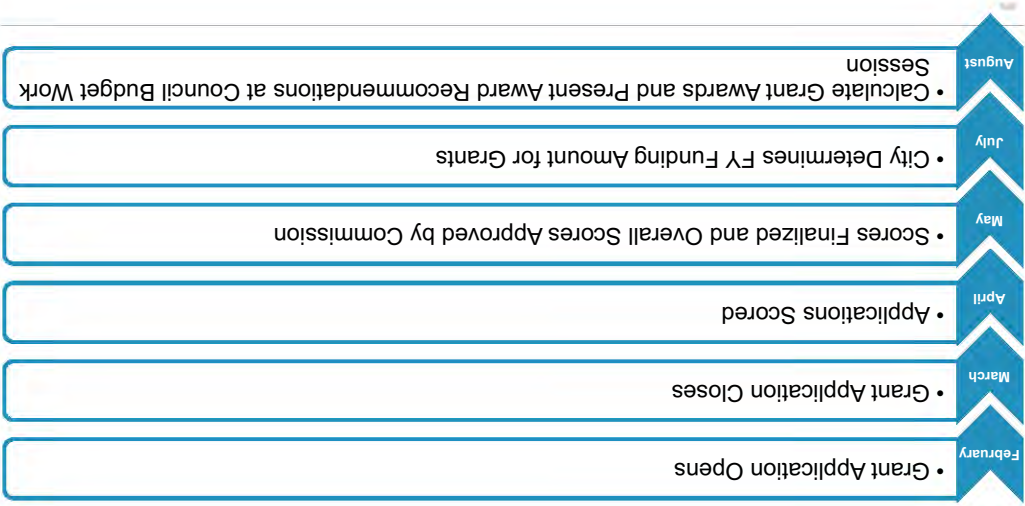 February
• Grant Application Opens
March
• Grant Application Closes
April
• Applications Scored
May
• Scores Finalized and Overall Scores Approved by Commission
July
• City Determines FY Funding Amount for Grants
August
• Calculate Grant Awards and Present Award Recommendations at Council Budget Work
Session